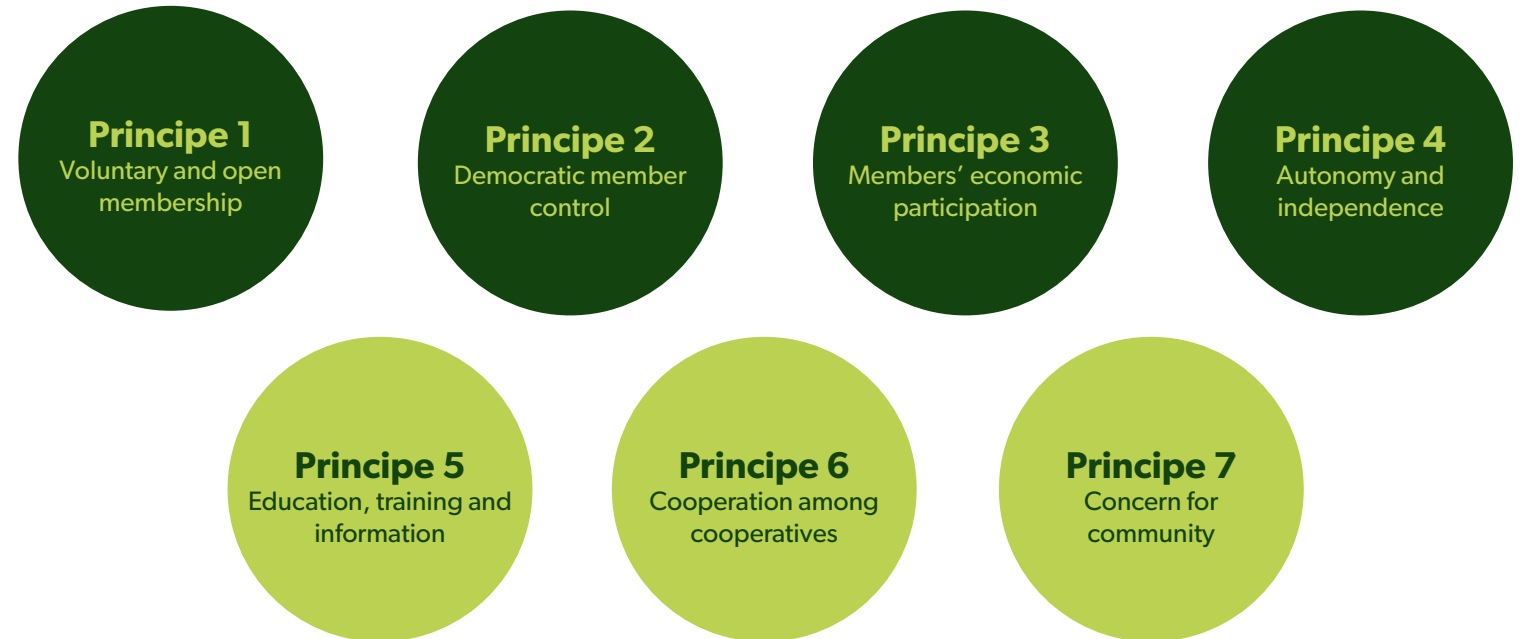 Principe 1
Voluntary and open
membership
Principe 2
Democratic member
control
Principe 3
Members’ economic
participation
Principe 4
Autonomy and
independence
Principe 5
Education, training and
information
Principe 6
Cooperation among
cooperatives
Principe 7
Concern for
community